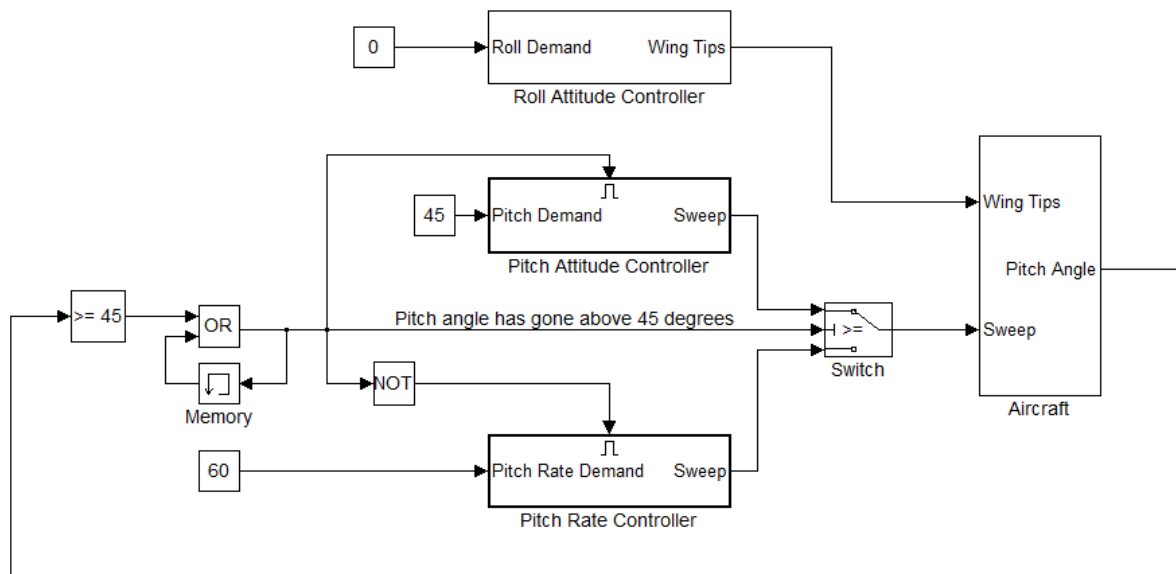 0
Roll Demand
Wing Tips
Roll Attitude Controller
45
Pitch Demand
Sweep
Pitch Attitude Controller
Wing Tips
Pitch Angle
Sweep
Aircraft
>= 45
OR
Memory
Pitch angle has gone above 45 degrees
>=
Switch
NOT
60
Pitch Rate Demand
Sweep
Pitch Rate Controller